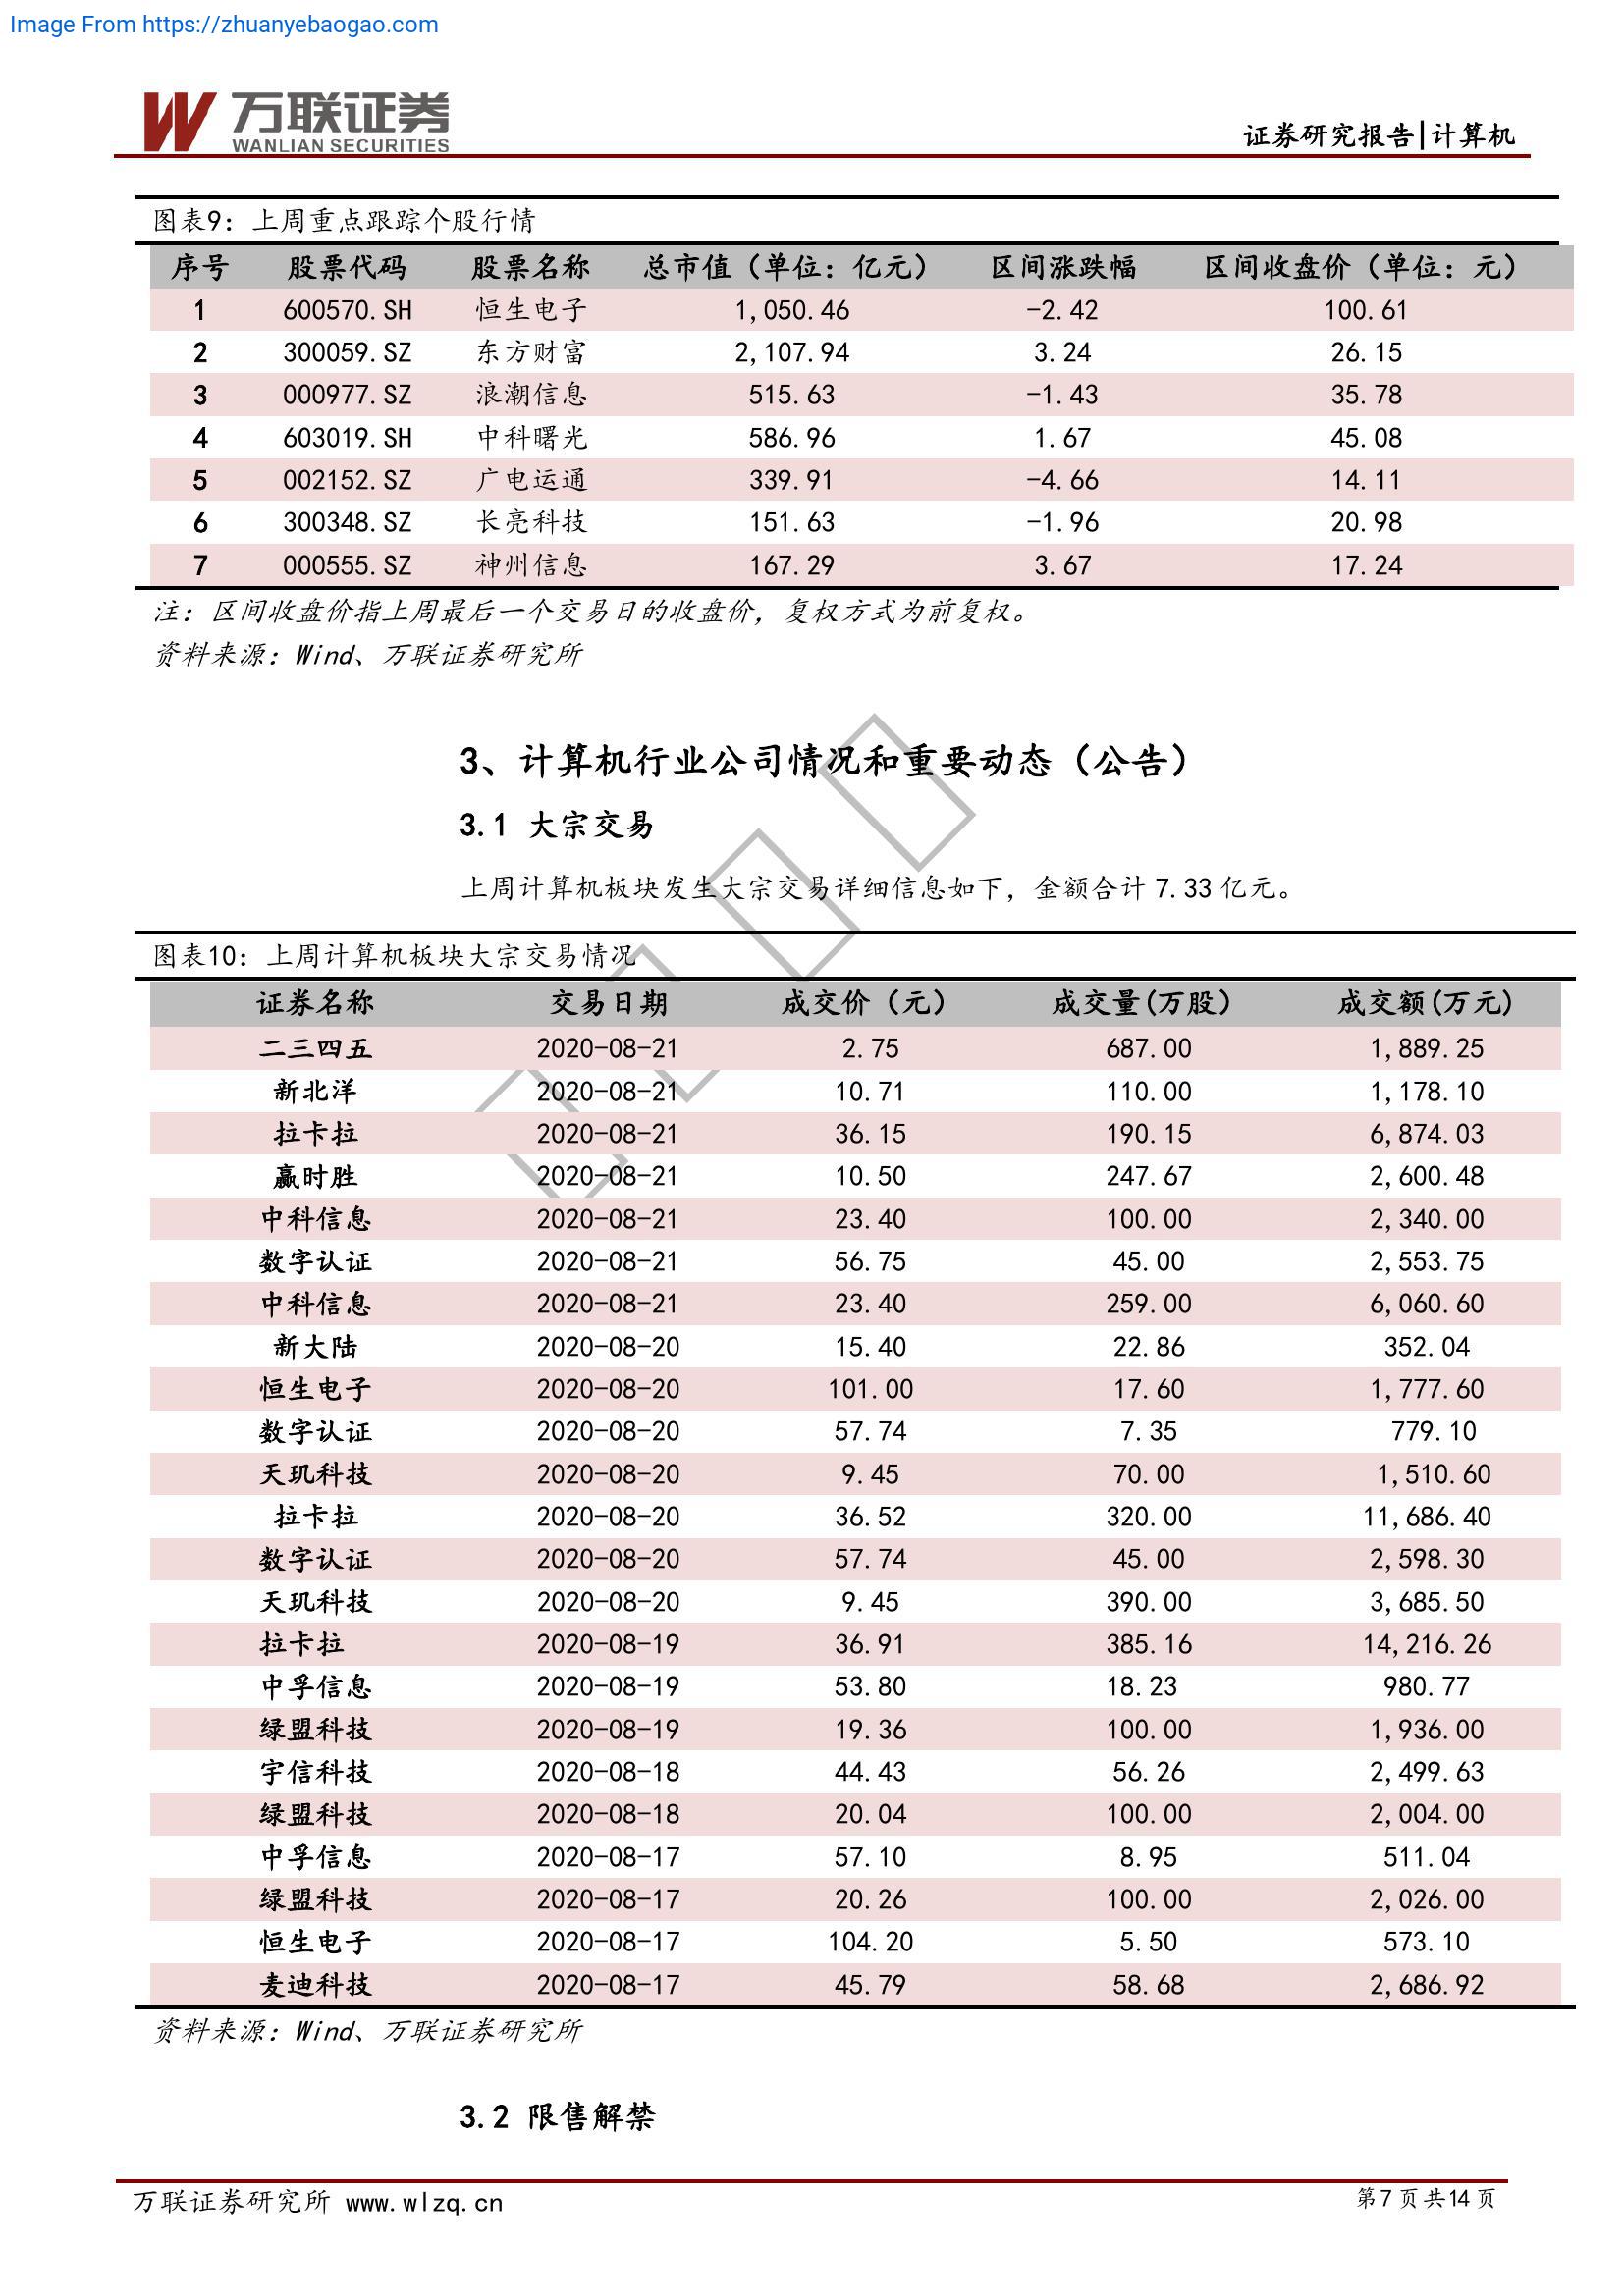 Image From https://zhuanyebaogao.com
万联证券
WANLIAN SECURITIES
证券研究报告|计算机
图表9：上周重点跟踪个股行情
序号 股票代码 股票名称 总市值（单位：亿元） 区间涨跌幅 区间收盘价（单位：元）
1 600570.SH 恒生电子 1,050.46 -2.42 100.61
2 300059.SZ 东方财富 2,107.94 3.24 26.15
3 000977.SZ 浪潮信息 515.63 -1.43 35.78
4 603019.SH 中科曙光 586.96 1.67 45.08
5 002152.SZ 广电运通 339.91 -4.66 14.11
6 300348.SZ 长亮科技 151.63 -1.96 20.98
7 000555.SZ 神州信息 167.29 3.67 17.24
注：区间收盘价指上周最后一个交易日的收盘价，复权方式为前复权。
资料来源：Wind、万联证券研究所
3、计算机行业公司情况和重要动态（公告）
3.1 大宗交易
上周计算机板块发生大宗交易详细信息如下，金额合计 7.33 亿元。
图表10：上周计算机板块大宗交易情况
证券名称 交易日期 成交价（元） 成交量(万股） 成交额(万元)
二三四五 2020-08-21 2.75 687.00 1,889.25
新北洋 2020-08-21 10.71 110.00 1,178.10
拉卡拉 2020-08-21 36.15 190.15 6,874.03
赢时胜 2020-08-21 10.50 247.67 2,600.48
中科信息 2020-08-21 23.40 100.00 2,340.00
数字认证 2020-08-21 56.75 45.00 2,553.75
中科信息 2020-08-21 23.40 259.00 6,060.60
新大陆 2020-08-20 15.40 22.86 352.04
恒生电子 2020-08-20 101.00 17.60 1,777.60
数字认证 2020-08-20 57.74 7.35 779.10
天玑科技 2020-08-20 9.45 70.00 1,510.60
拉卡拉 2020-08-20 36.52 320.00 11,686.40
数字认证 2020-08-20 57.74 45.00 2,598.30
天玑科技 2020-08-20 9.45 390.00 3,685.50
拉卡拉 2020-08-19 36.91 385.16 14,216.26
中孚信息 2020-08-19 53.80 18.23 980.77
绿盟科技 2020-08-19 19.36 100.00 1,936.00
宇信科技 2020-08-18 44.43 56.26 2,499.63
绿盟科技 2020-08-18 20.04 100.00 2,004.00
中孚信息 2020-08-17 57.10 8.95 511.04
绿盟科技 2020-08-17 20.26 100.00 2,026.00
恒生电子 2020-08-17 104.20 5.50 573.10
麦迪科技 2020-08-17 45.79 58.68 2,686.92
资料来源：Wind、万联证券研究所
3.2 限售解禁
万联证券研究所 www.wlzq.cn
第7页共14页